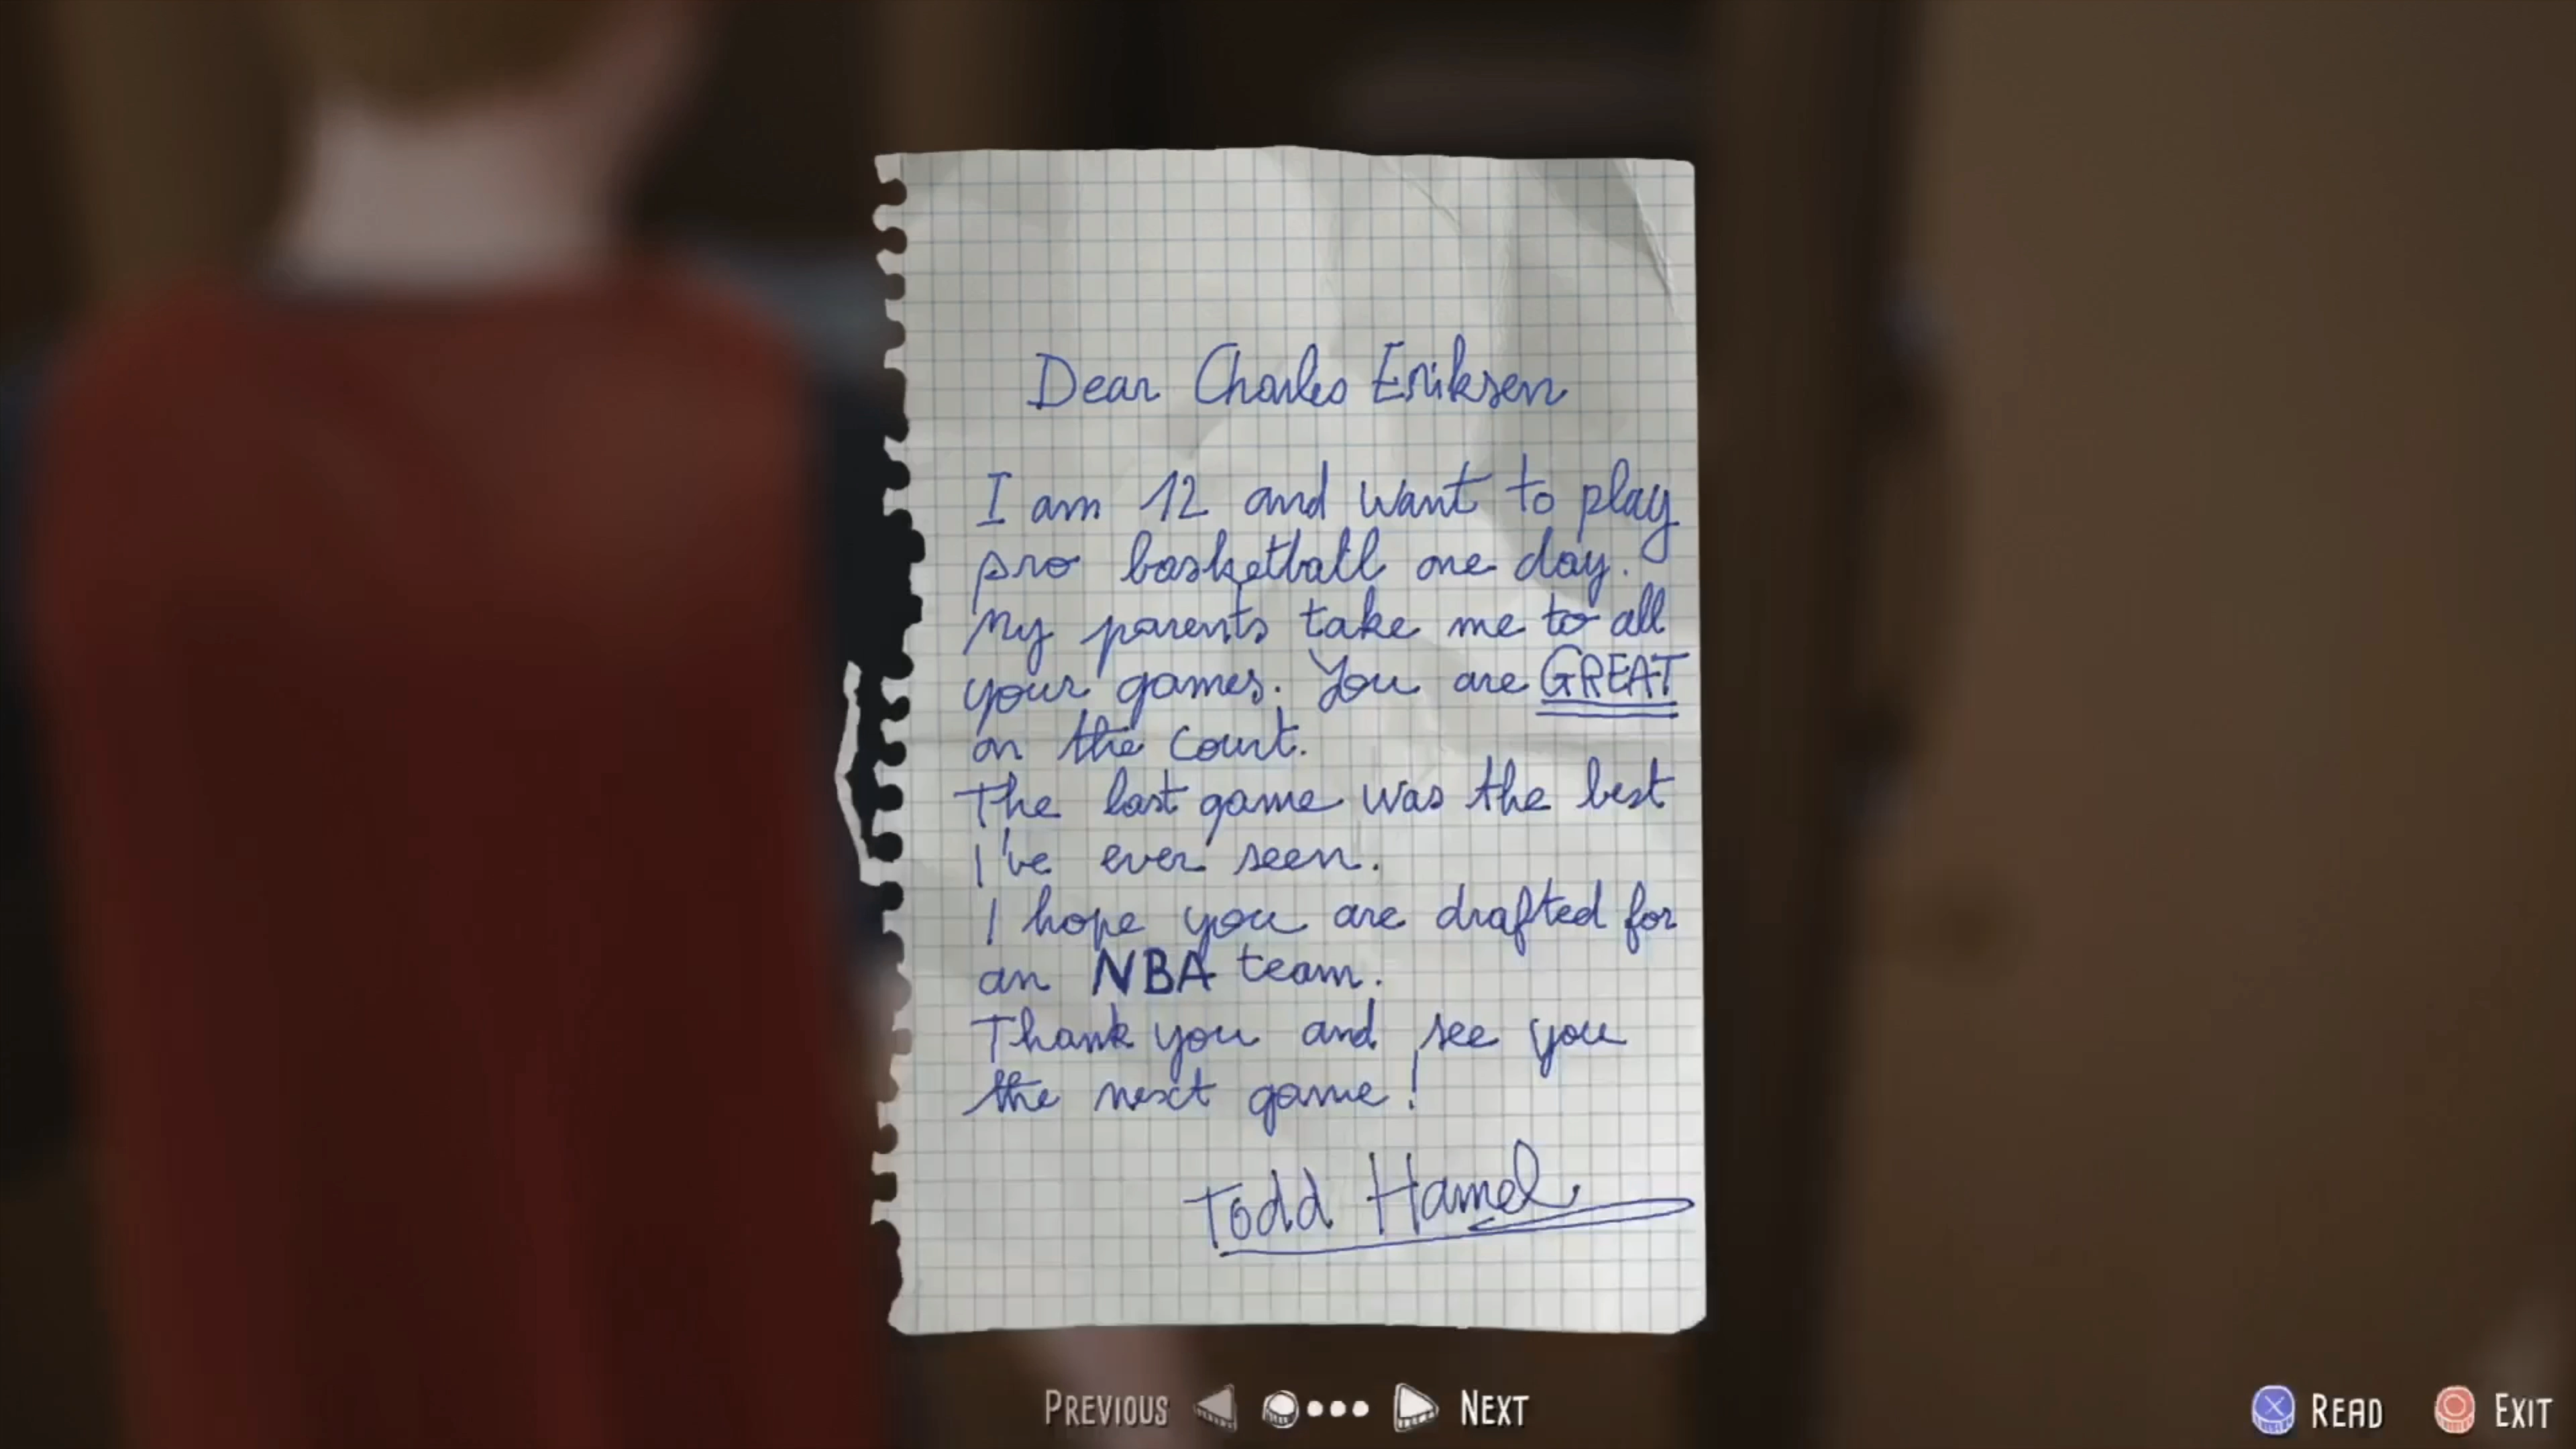 Dear Charles Eriksen
I am 12 and want to play
pro basketball one day.
My parents take me to all
your games. You are GREAT
on the court.
The last game was the best
I've ever seen.
I hope you are drafted for
an NBA team.
Thank you and see you
the next game!
Todd Hamel
PREVIOUS NEXT
READ EXIT